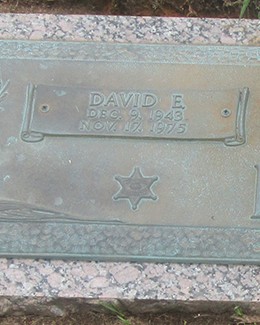 DAVID E.
DEC. 9, 1943
NOV. 17, 1975